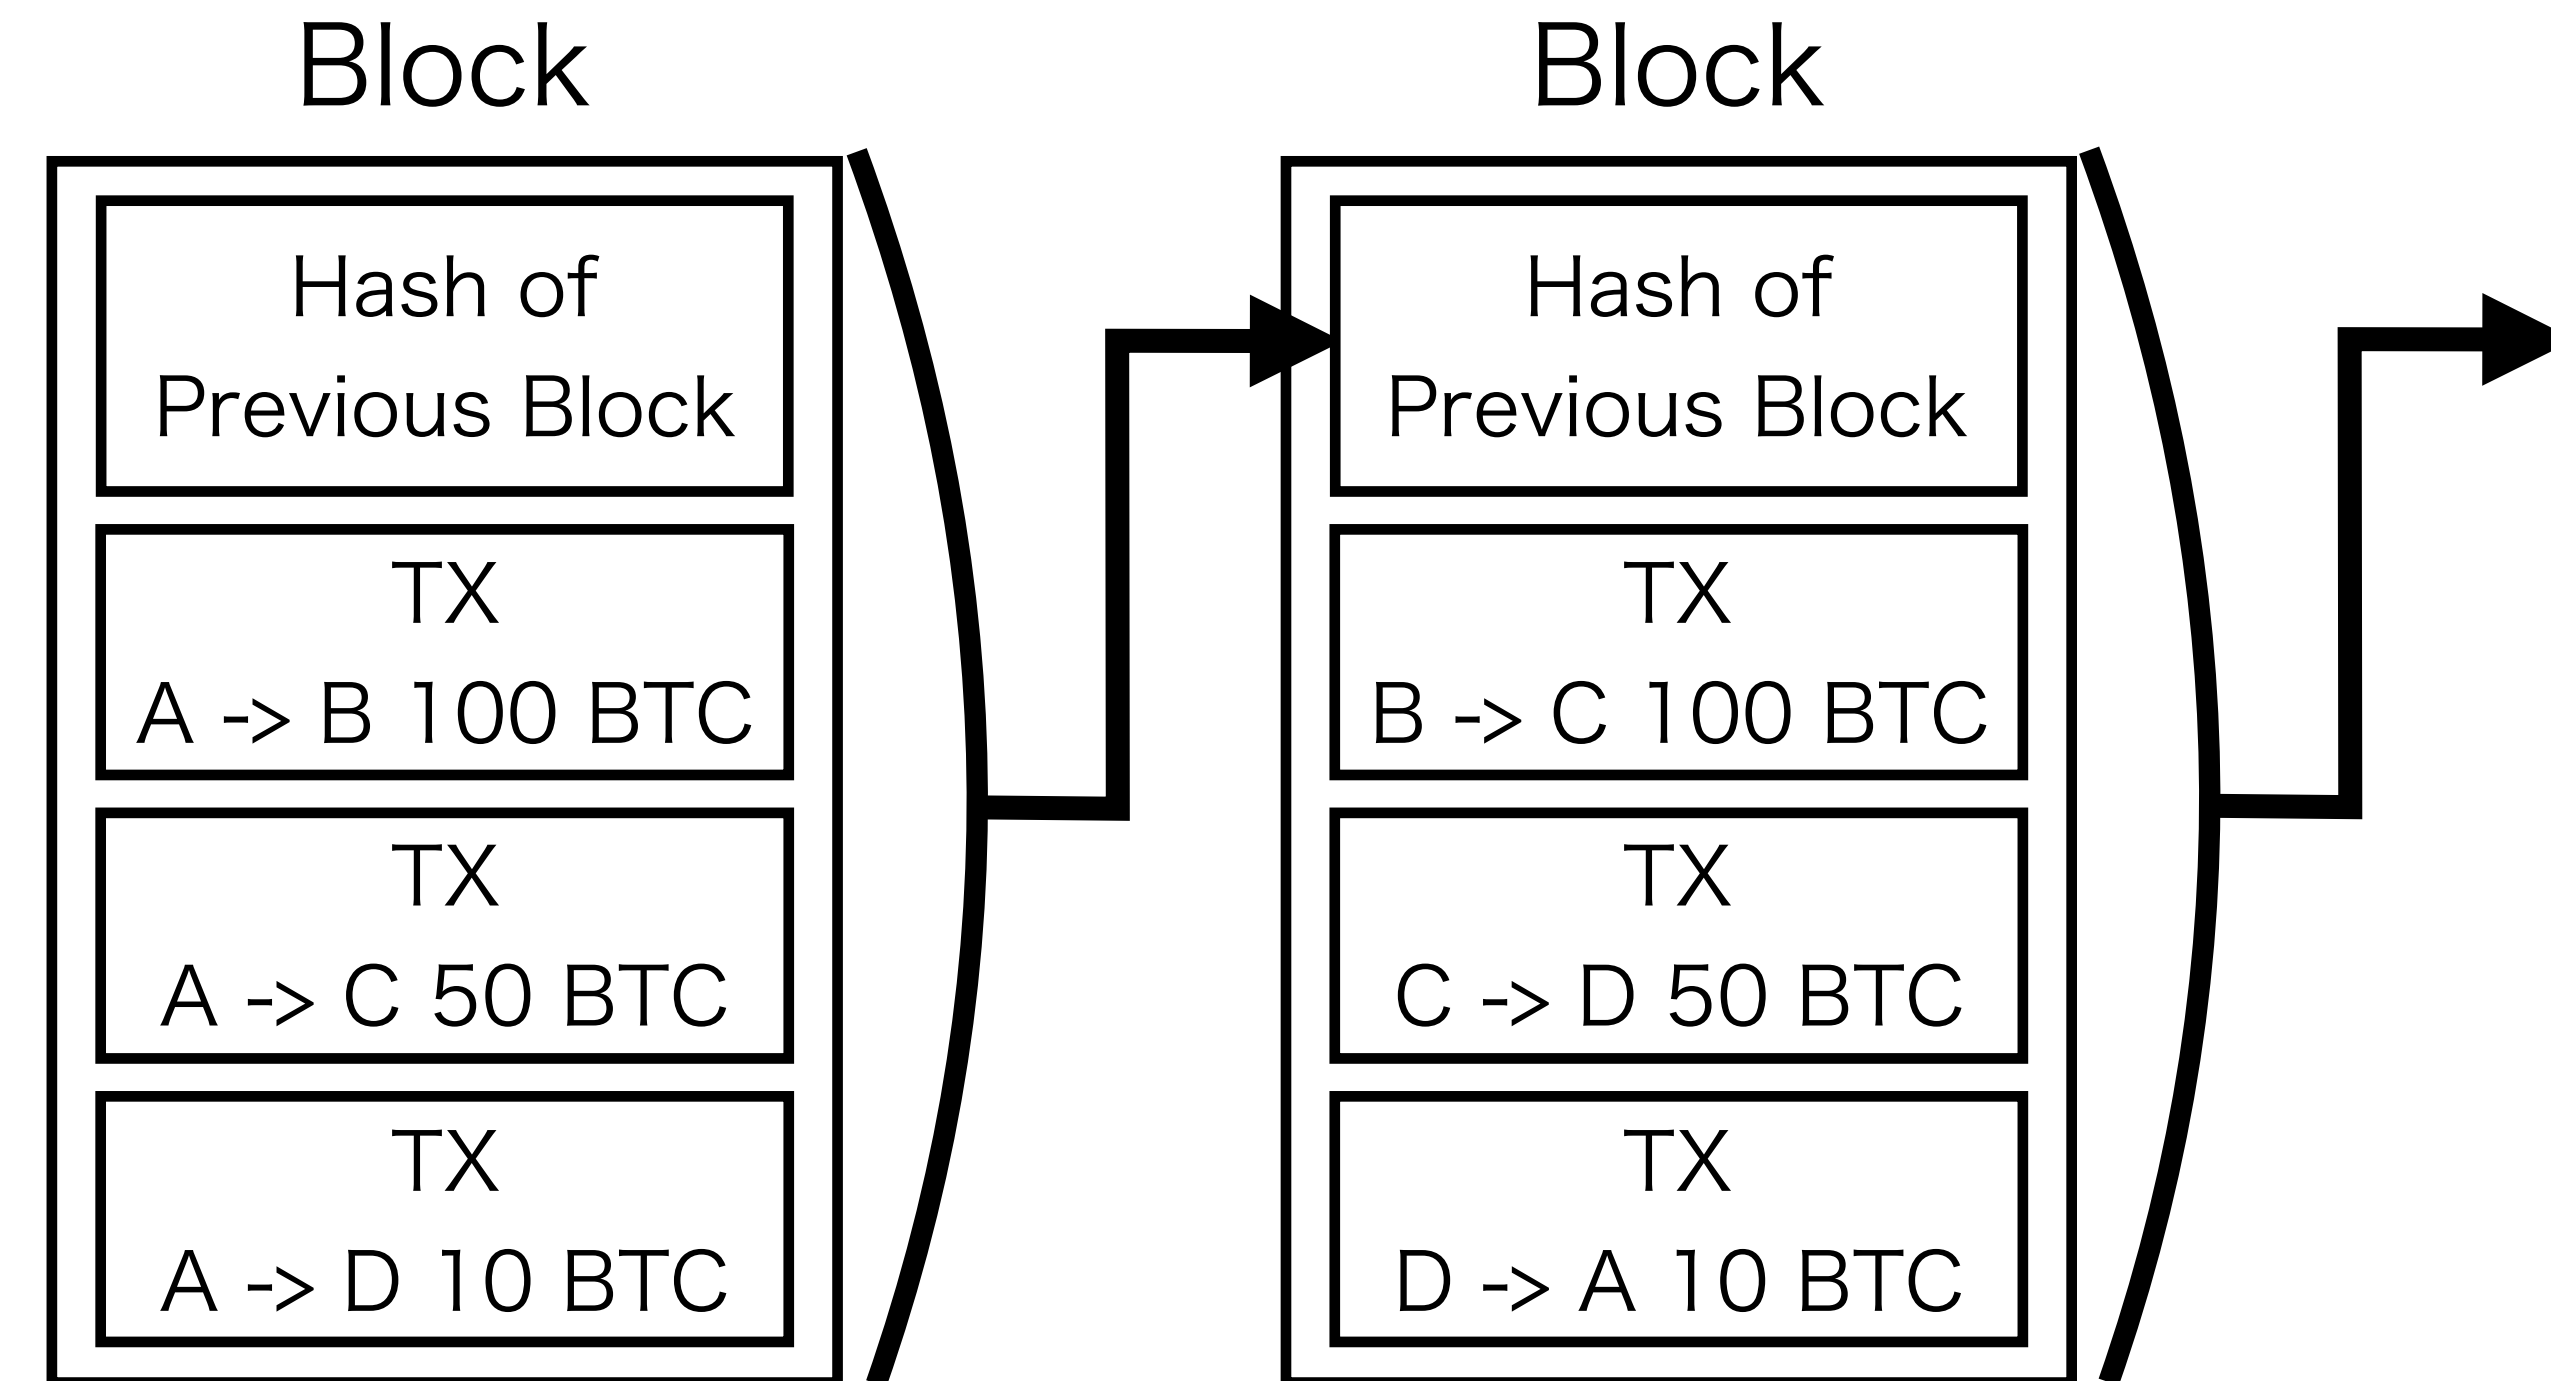 Block
Hash of
Previous Block
TX
A -> B 100 BTC
TX
A -> C 50 BTC
TX
A -> D 10 BTC
Block
Hash of
Previous Block
TX
B -> C 100 BTC
TX
C -> D 50 BTC
TX
D -> A 10 BTC